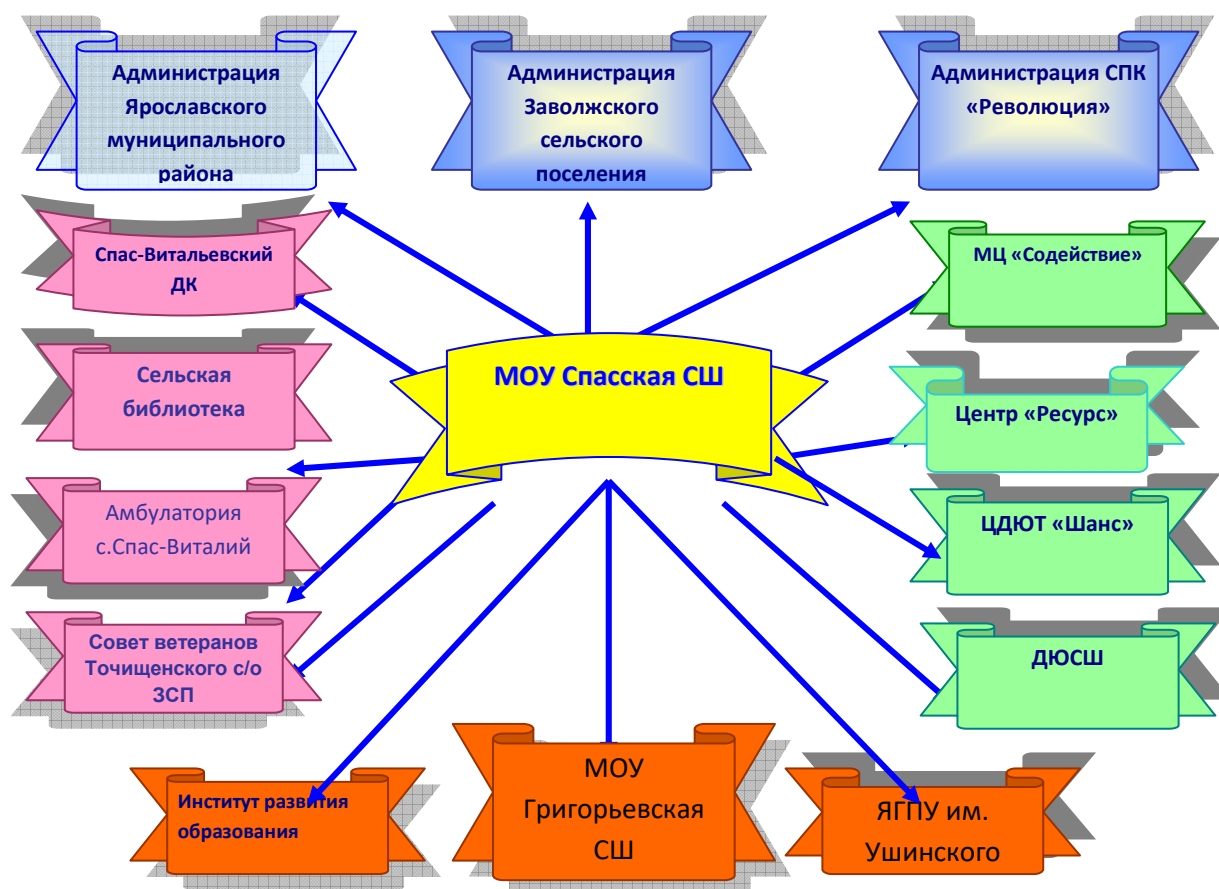 Администрация
Ярославского
муниципального
района
Администрация
Заволжского
сельского
поселения
Администрация СПК
«Революция»
Спас-Витальевский
ДК
МЦ «Содействие»
МОУ Спасская СШ
Сельская
библиотека
Центр «Ресурс»
Амбулатория
с.Спас-Виталий
ЦДЮТ «Шанс»
Совет ветеранов
Точищенского с/о
ЗСП
ДЮСШ
Институт развития
образования
МОУ
Григорьевская
СШ
ЯГПУ им.
Ушинского